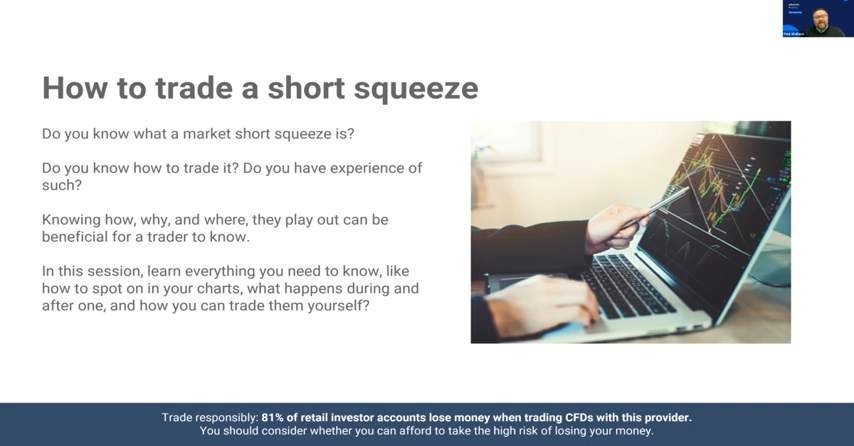 How to trade a short squeeze
Do you know what a market short squeeze is?
Do you know how to trade it? Do you have experience of
such?
Knowing how, why, and where, they play out can be
beneficial for a trader to know.
In this session, learn everything you need to know, like
how to spot on in your charts, what happens during and
after one, and how you can trade them yourself?
Trade responsibly: 81% of retail investor accounts lose money when trading CFDs with this provider.
You should consider whether you can afford to take the high risk of losing your money.